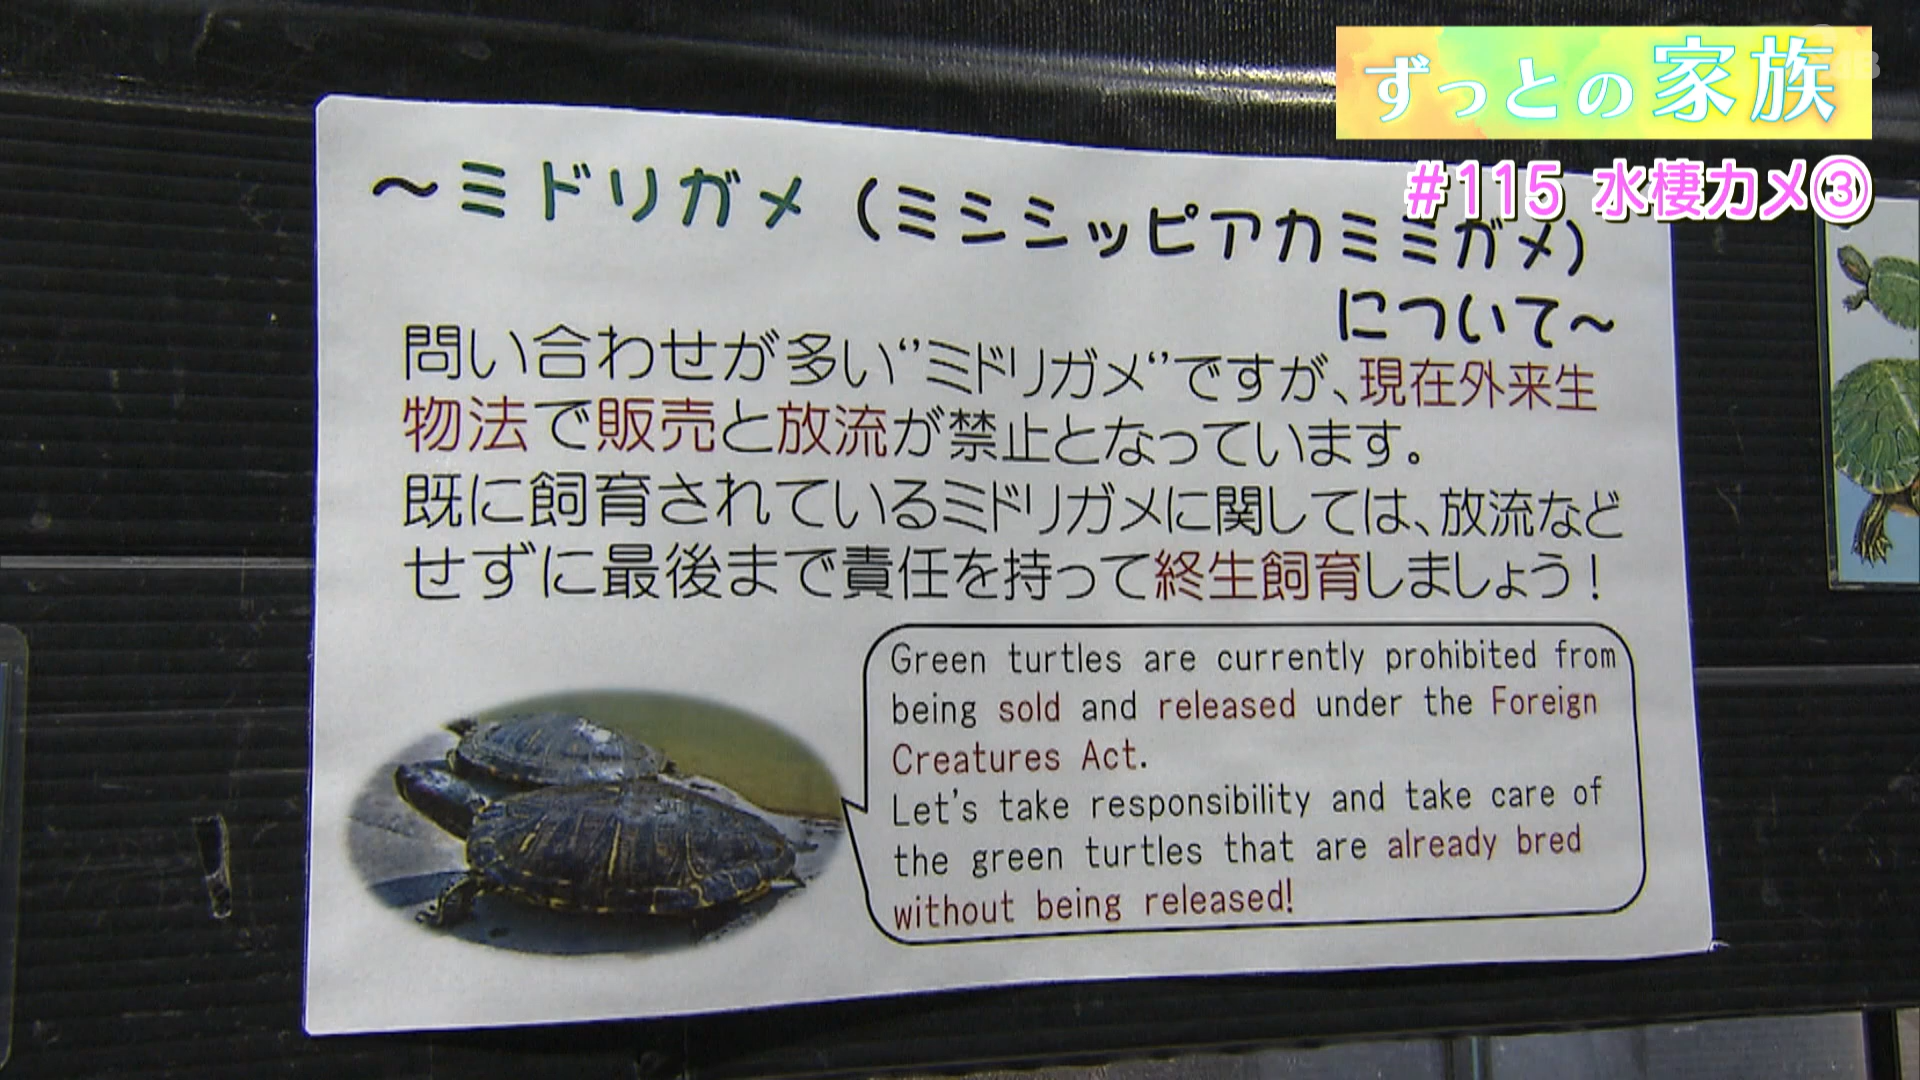 ずっとの家族
#115 水棲カメ③
～ミドリガメ（ミシシッピアカミミガメ）
について～
問い合わせが多い“ミドリガメ“ですが、現在外来生
物法で販売と放流が禁止となっています。
既に飼育されているミドリガメに関しては、放流など
せずに最後まで責任を持って終生飼育しましょう！
Green turtles are currently prohibited from
being sold and released under the Foreign
Creatures Act.
Let's take responsibility and take care of
the green turtles that are already bred
without being released!